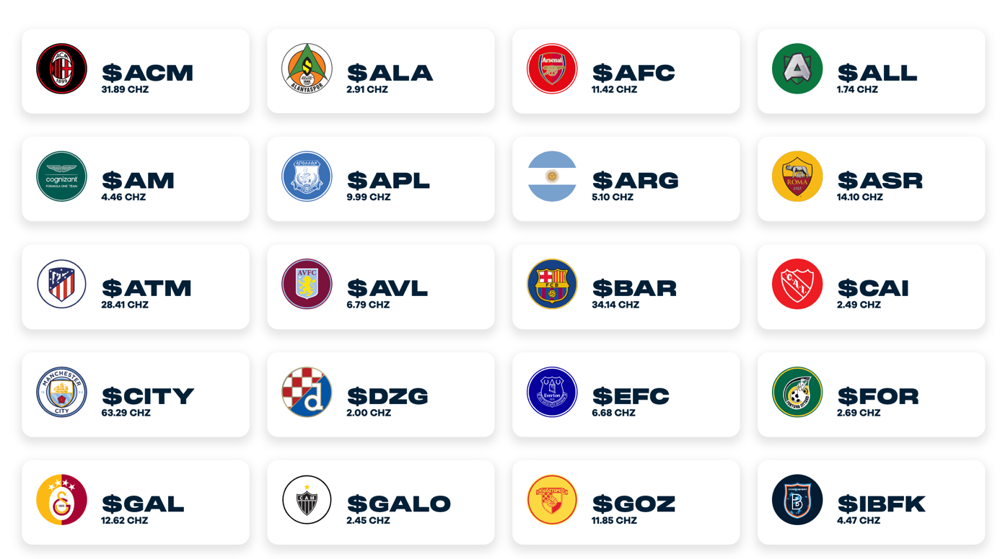 ACM
1899
$ACM
31.89 CHZ
ALANYASPOR
$ALA
2.91 CHZ
Arsenal
$AFC
11.42 CHZ
A
$ALL
1.74 CHZ
cognizant
FORMULA ONE™ TEAM
$AM
4.46 CHZ
ΑΠΟΛΛΩΝ
$APL
9.99 CHZ
$ARG
5.10 CHZ
ROMA
1927
$ASR
14.10 CHZ
$ATM
28.41 CHZ
AVFC
$AVL
6.79 CHZ
FCB
$BAR
34.14 CHZ
C.A.I.
$CAI
2.49 CHZ
MANCHESTER
CITY
$CITY
63.29 CHZ
d
$DZG
2.00 CHZ
Everton
$EFC
6.68 CHZ
FORTUNA SITTARD
$FOR
2.69 CHZ
1905
$GAL
12.62 CHZ
CAM
$GALO
2.45 CHZ
GÖZTEPE
$GOZ
11.85 CHZ
B
$IBFK
4.47 CHZ